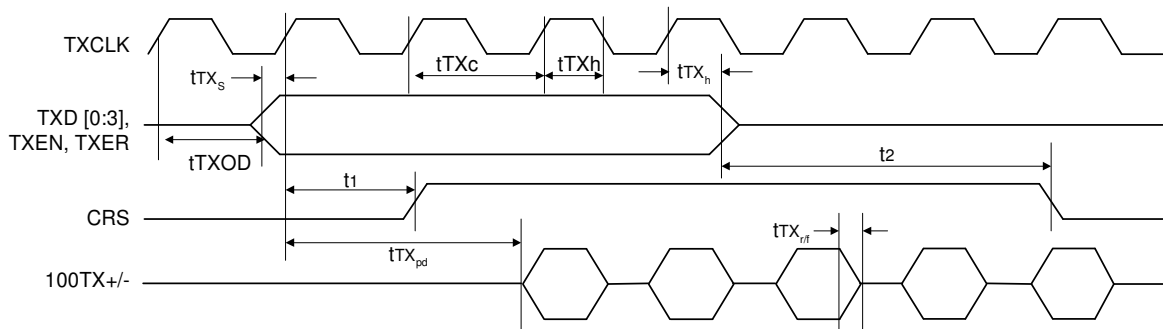 TXCLK
tTXc
tTXh
tTXh
tTXS
TXD [0:3],
TXEN, TXER
tTXOD
t2
t1
CRS
tTXr/f
tTXpd
100TX+/-